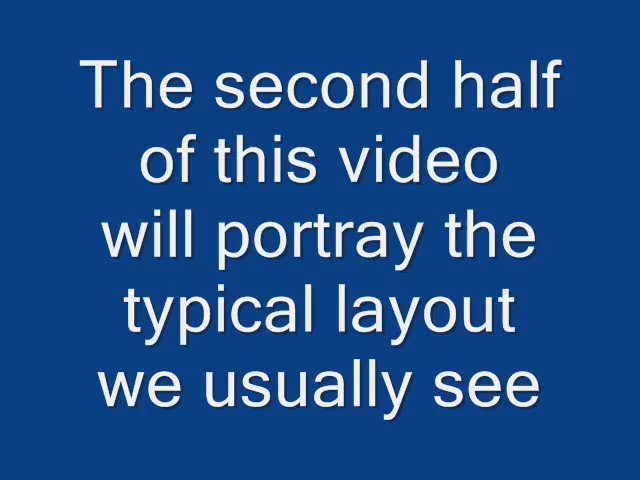 The second half
of this video
will portray the
typical layout
we usually see